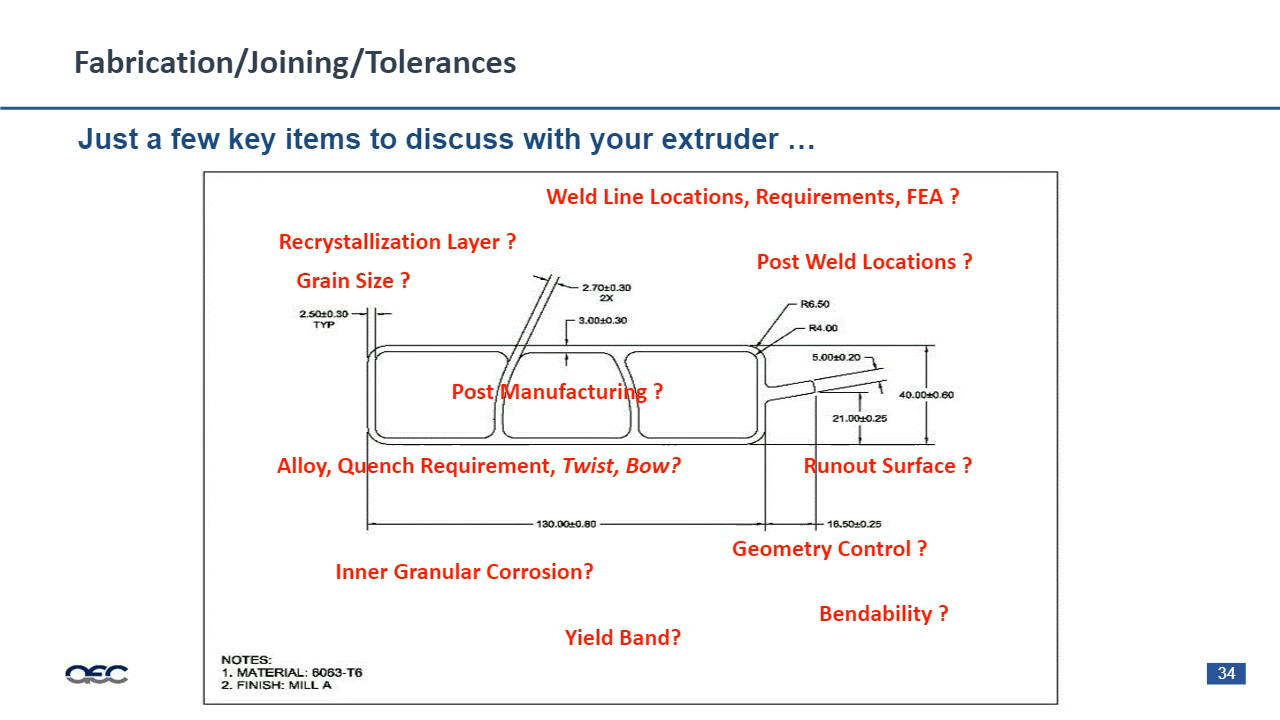 Fabrication/Joining/Tolerances
Just a few key items to discuss with your extruder …
Weld Line Locations, Requirements, FEA ?
Recrystallization Layer ?
Post Weld Locations ?
Grain Size ?
2.70±0.30
2X
2.50±0.30
TYP
3.00±0.30
R6.50
R4.00
5.00±0.20
Post Manufacturing ?
40.00±0.60
21.00±0.25
Alloy, Quench Requirement, Twist, Bow?
Runout Surface ?
130.00±0.80
16.50±0.25
Geometry Control ?
Inner Granular Corrosion?
Bendability ?
Yield Band?
NOTES:
1. MATERIAL: 6063-T6
2. FINISH: MILL A
AEC
34